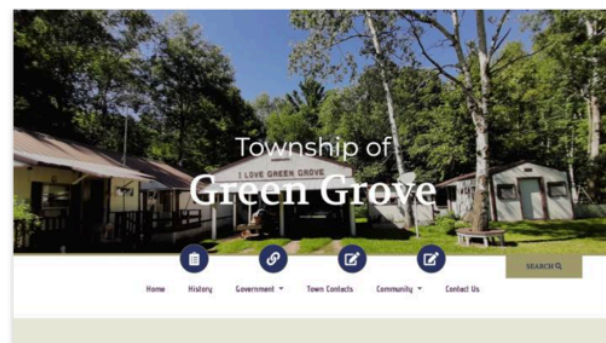 Township of
I LOVE GREEN GROVE
Green Grove
SEARCH
Home History Government Town Contacts Community Contact Us